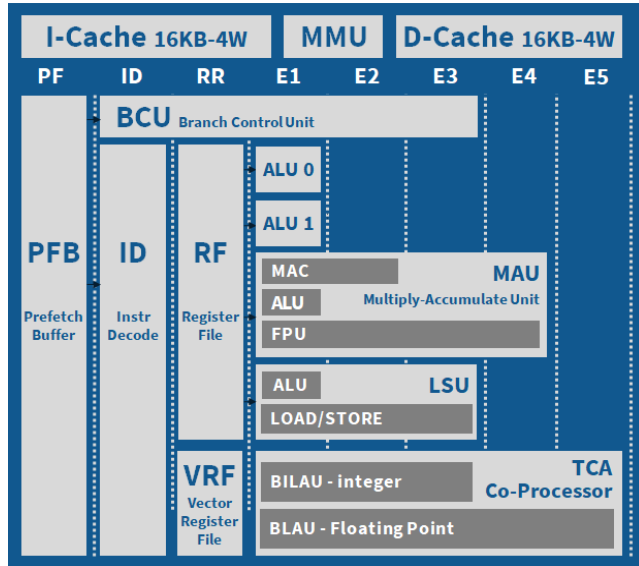 I-Cache 16KB-4W
MMU
D-Cache 16KB-4W
PF
ID
RR
E1
E2
E3
E4
E5
BCU Branch Control Unit
ALU 0
ALU 1
PFB
Prefetch
Buffer
ID
Instr
Decode
RF
Register
File
MAC
MAU
ALU
Multiply-Accumulate Unit
FPU
ALU
LSU
LOAD/STORE
VRF
Vector
Register
File
BILAU - integer
TCA
Co-Processor
BLAU - Floating Point